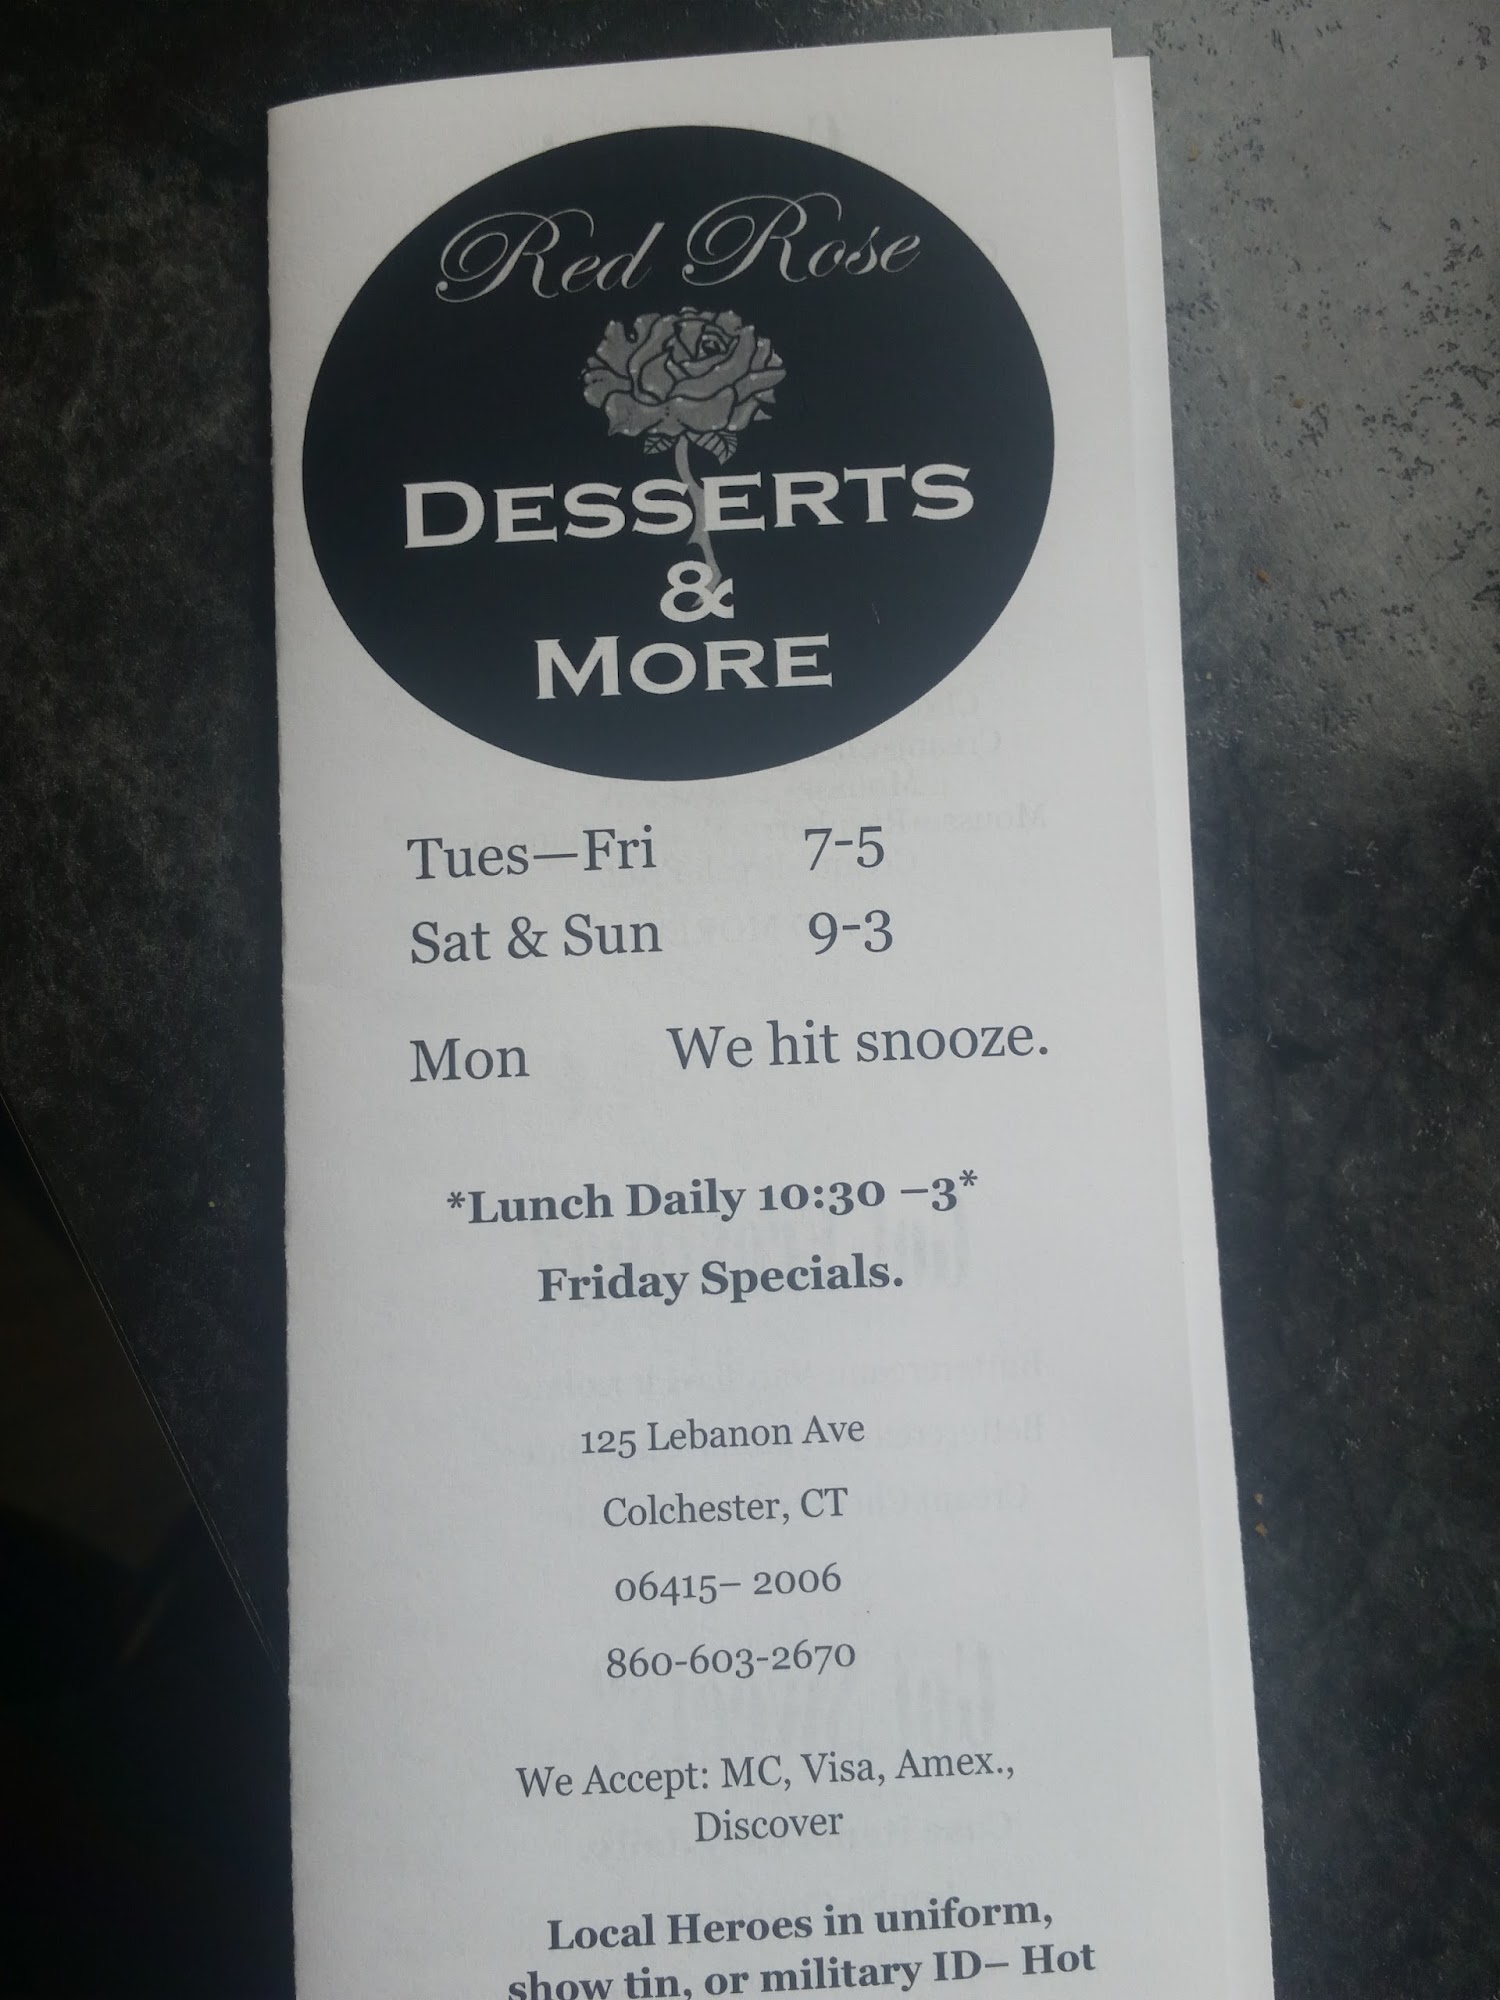 Red Rose
DESSERTS
&
MORE
Tues—Fri 7-5
Sat & Sun 9-3
Mon We hit snooze.
*Lunch Daily 10:30 –3*
Friday Specials.
125 Lebanon Ave
Colchester, CT
06415– 2006
860-603-2670
We Accept: MC, Visa, Amex.,
Discover
Local Heroes in uniform,
show tin, or military ID– Hot